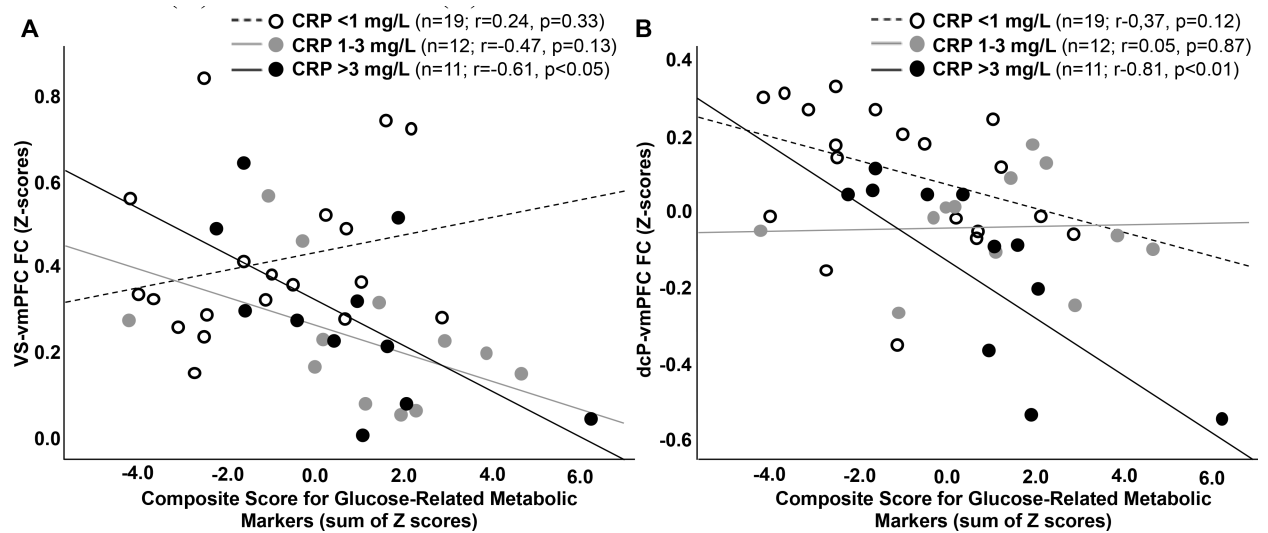 A
CRP <1 mg/L (n=19; r=0.24, p=0.33)
CRP 1-3 mg/L (n=12; r=-0.47, p=0.13)
CRP >3 mg/L (n=11; r=-0.61, p<0.05)
VS-vmPFC FC (Z-scores)
0.8
0.6
0.4
0.2
0.0
-4.0 -2.0 0.0 2.0 4.0 6.0
Composite Score for Glucose-Related Metabolic
Markers (sum of Z scores)
B
CRP <1 mg/L (n=19; r-0,37, p=0.12)
CRP 1-3 mg/L (n=12; r=0.05, p=0.87)
CRP >3 mg/L (n=11; r-0.81, p<0.01)
dcP-vmPFC FC (Z-scores)
0.4
0.2
0.0
-0.2
-0.4
-0.6
-4.0 -2.0 0.0 2.0 4.0 6.0
Composite Score for Glucose-Related Metabolic
Markers (sum of Z scores)